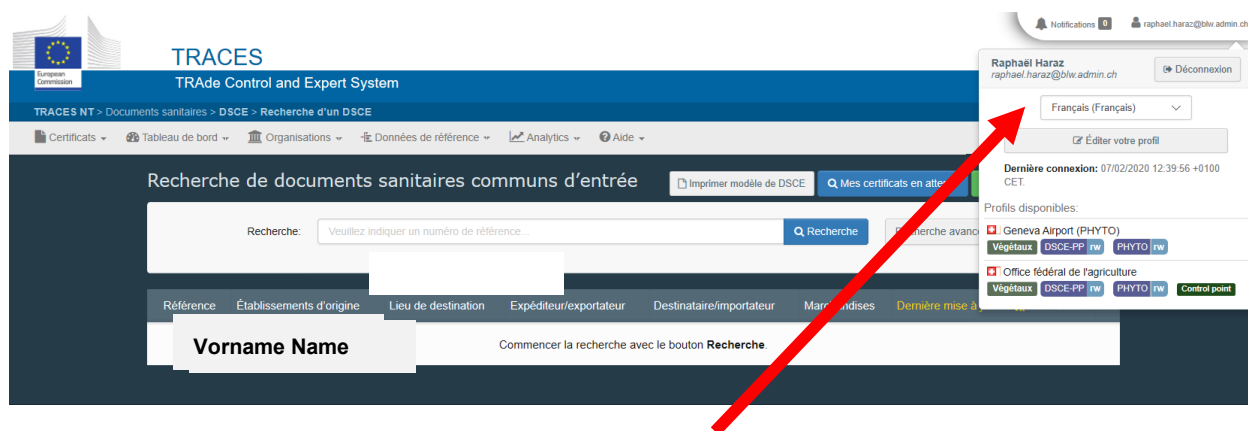 Notifications 0 raphael.haraz@blw.admin.ch
European
Commission
TRACES
TRAde Control and Expert System
Raphaël Haraz
raphael.haraz@blw.admin.ch
Déconnexion
Français (Français)
Éditer votre profil
Dernière connexion: 07/02/2020 12:39:56 +0100
CET.
Profils disponibles:
Geneva Airport (PHYTO)
Végétaux DSCE-PP rw PHYTO rw
Office fédéral de l'agriculture
Végétaux DSCE-PP rw PHYTO rw Control point
TRACES NT > Documents sanitaires > DSCE > Recherche d'un DSCE
Certificats Tableau de bord Organisations Données de référence Analytics Aide
Recherche de documents sanitaires communs d'entrée
Imprimer modèle de DSCE Mes certificats en
Recherche: Veuillez indiquer un numéro de référence... Recherche
Référence Établissements d'origine Lieu de destination Expéditeur/exportateur Destinataire/importateur Dernière mise
Vorname Name
Commencer la recherche avec le bouton Recherche.